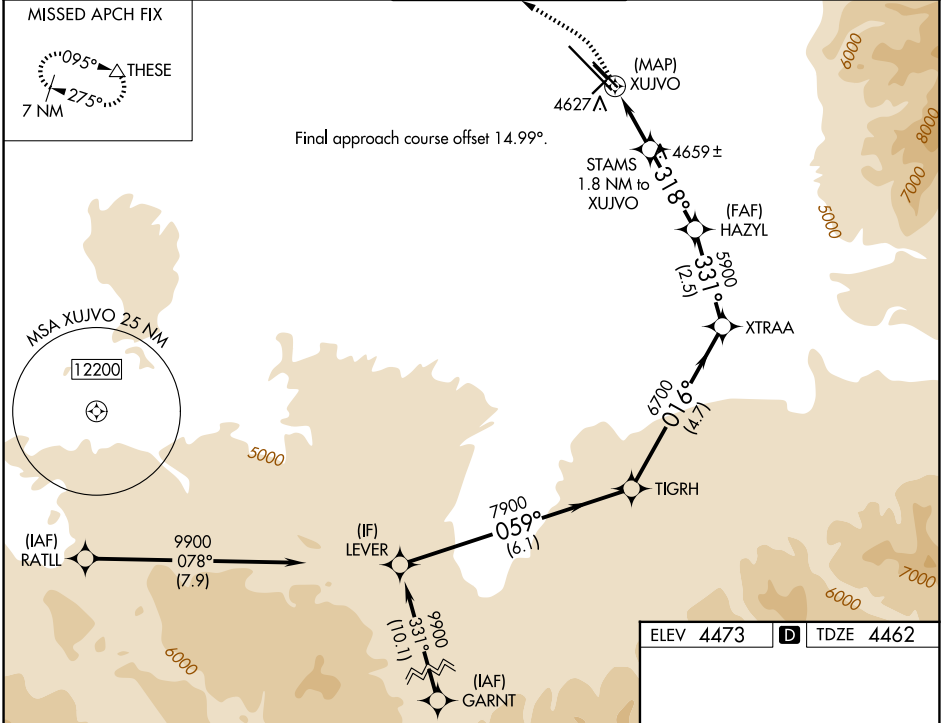 MISSED APCH FIX
095°
THESE
275°
7 NM
(MAP)
XUJVO
4627
Final approach course offset 14.99°.
STAMS
1.8 NM to
XUJVO
4659±
318°
(FAF)
HAZYL
5900
331°
(2.5)
XTRAA
6700
016°
(4.7)
TIGRH
7900
059°
(6.1)
(IF)
LEVER
(IAF)
RATLL
9900
078°
(7.9)
9900
331°
(10.1)
(IAF)
GARNT
MSA XUJVO 25 NM
12200
5000
6000
6000
8000
7000
5000
7000
6000
ELEV 4473
D
TDZE 4462